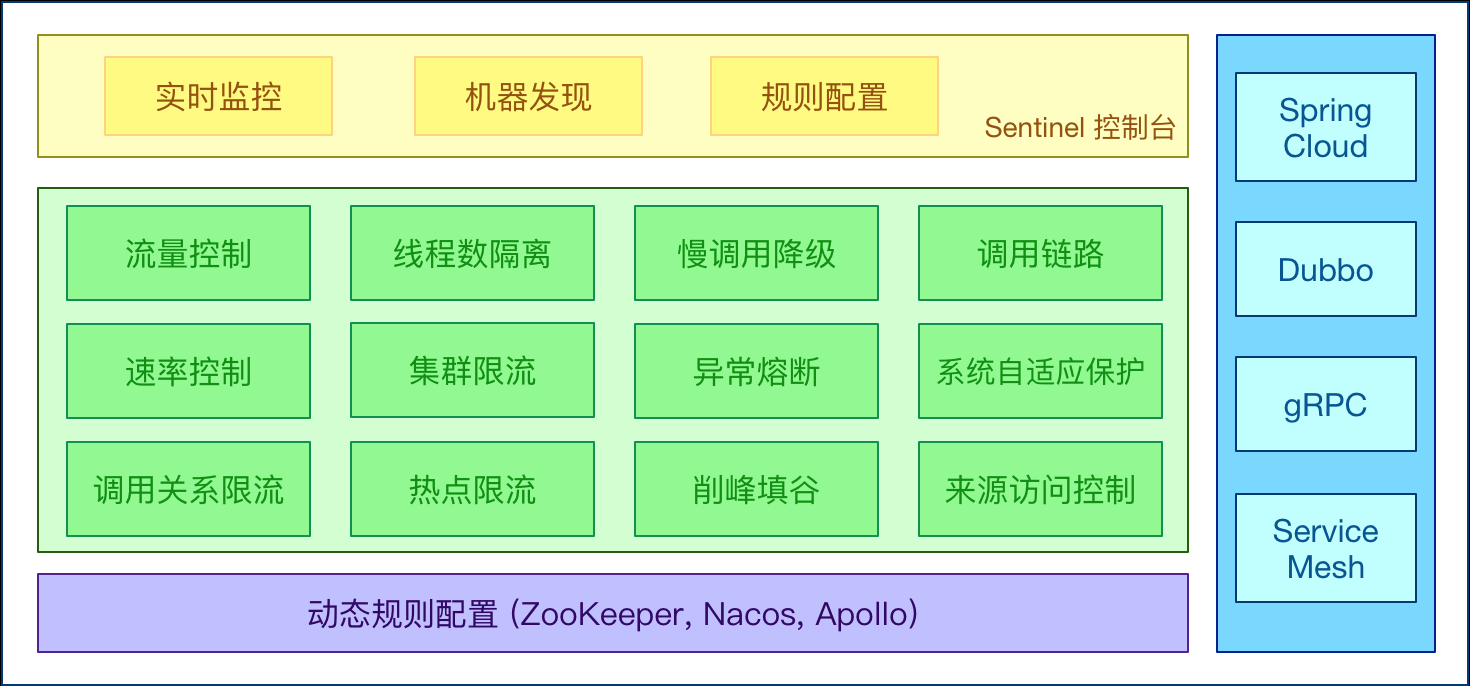 实时监控
机器发现
规则配置
Sentinel 控制台
流量控制
线程数隔离
慢调用降级
调用链路
速率控制
集群限流
异常熔断
系统自适应保护
调用关系限流
热点限流
削峰填谷
来源访问控制
动态规则配置 (ZooKeeper, Nacos, Apollo)
Spring
Cloud
Dubbo
gRPC
Service
Mesh